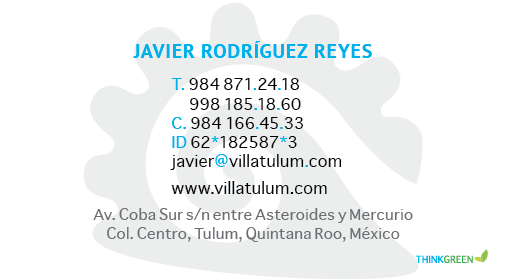 JAVIER RODRÍGUEZ REYES
T. 984 871.24.18
998 185.18.60
C. 984 166.45.33
ID 62*182587*3
javier@villatulum.com
www.villatulum.com
Av. Coba Sur s/n entre Asteroides y Mercurio
Col. Centro, Tulum, Quintana Roo, México
THINKGREEN